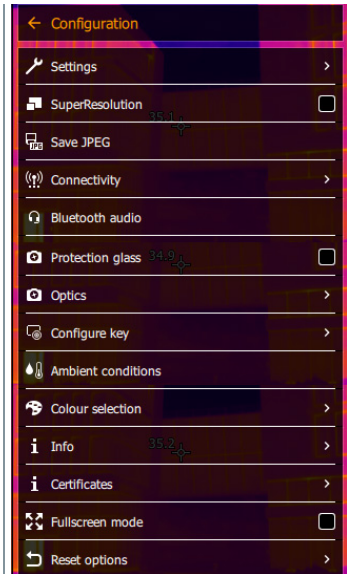 Configuration
Settings
SuperResolution
35.1
JPE
Save JPEG
Connectivity
Bluetooth audio
Protection glass
34.9
Optics
Configure key
Ambient conditions
Colour selection
i Info
35.2
i Certificates
Fullscreen mode
Reset options